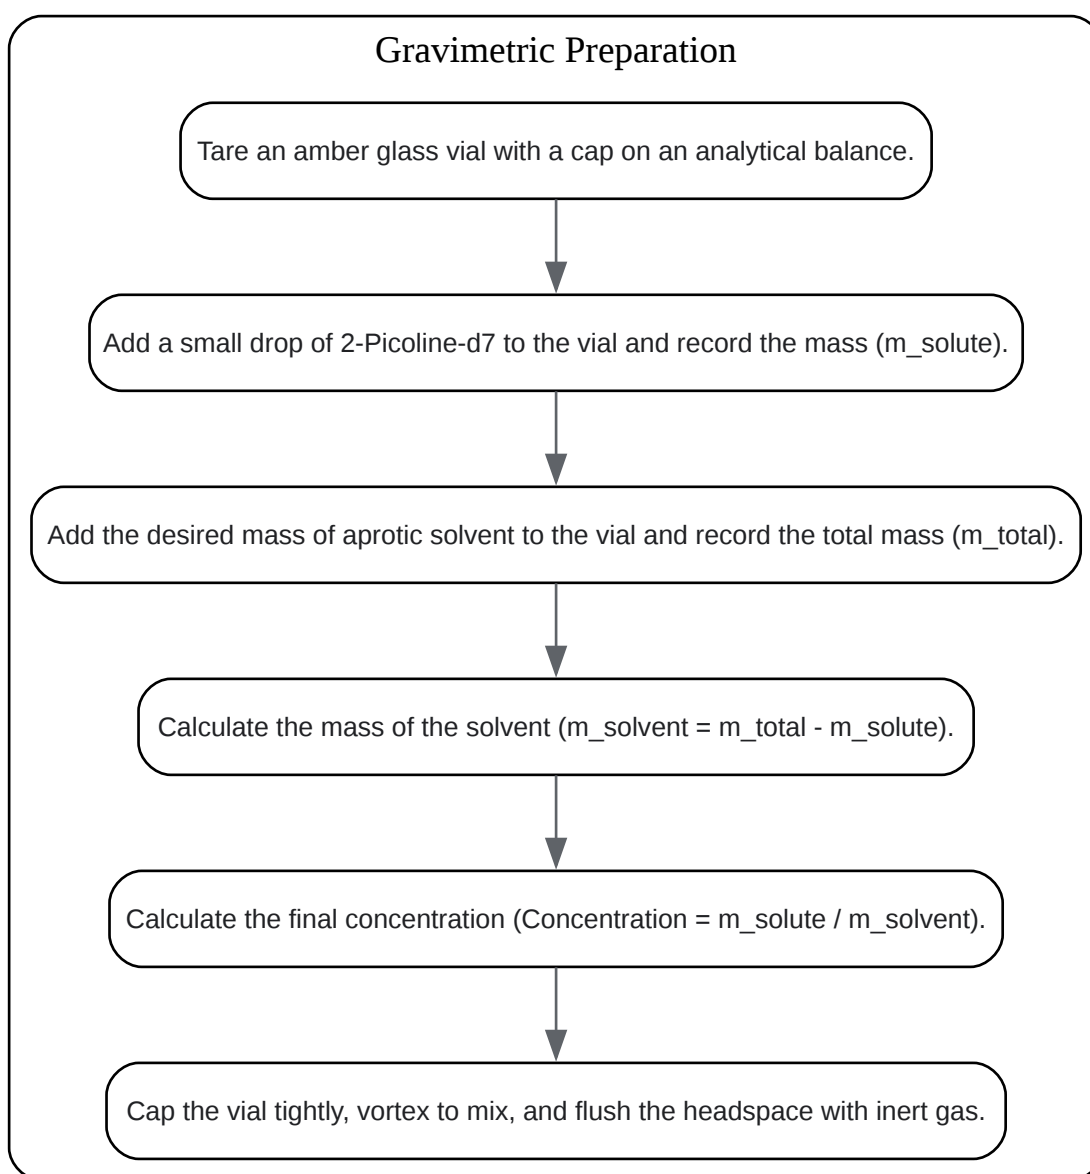 Gravimetric Preparation
Tare an amber glass vial with a cap on an analytical balance.
Add a small drop of 2-Picoline-d7 to the vial and record the mass (m_solute).
Add the desired mass of aprotic solvent to the vial and record the total mass (m_total).
Calculate the mass of the solvent (m_solvent = m_total - m_solute).
Calculate the final concentration (Concentration = m_solute / m_solvent).
Cap the vial tightly, vortex to mix, and flush the headspace with inert gas.